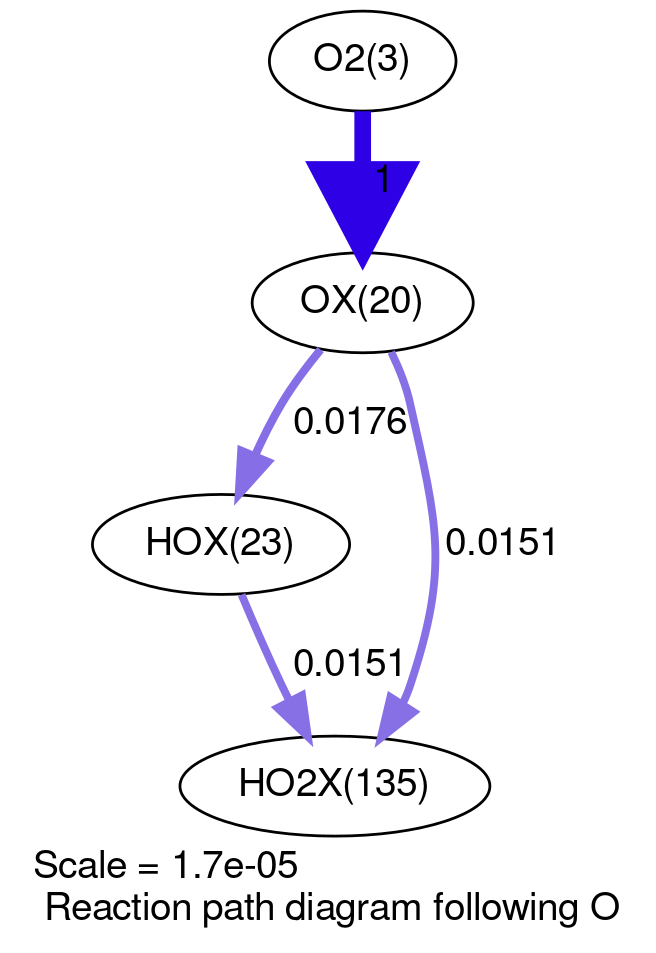 O2(3)
1
OX(20)
0.0176
HOX(23)
0.0151
0.0151
HO2X(135)
Scale = 1.7e-05
Reaction path diagram following O